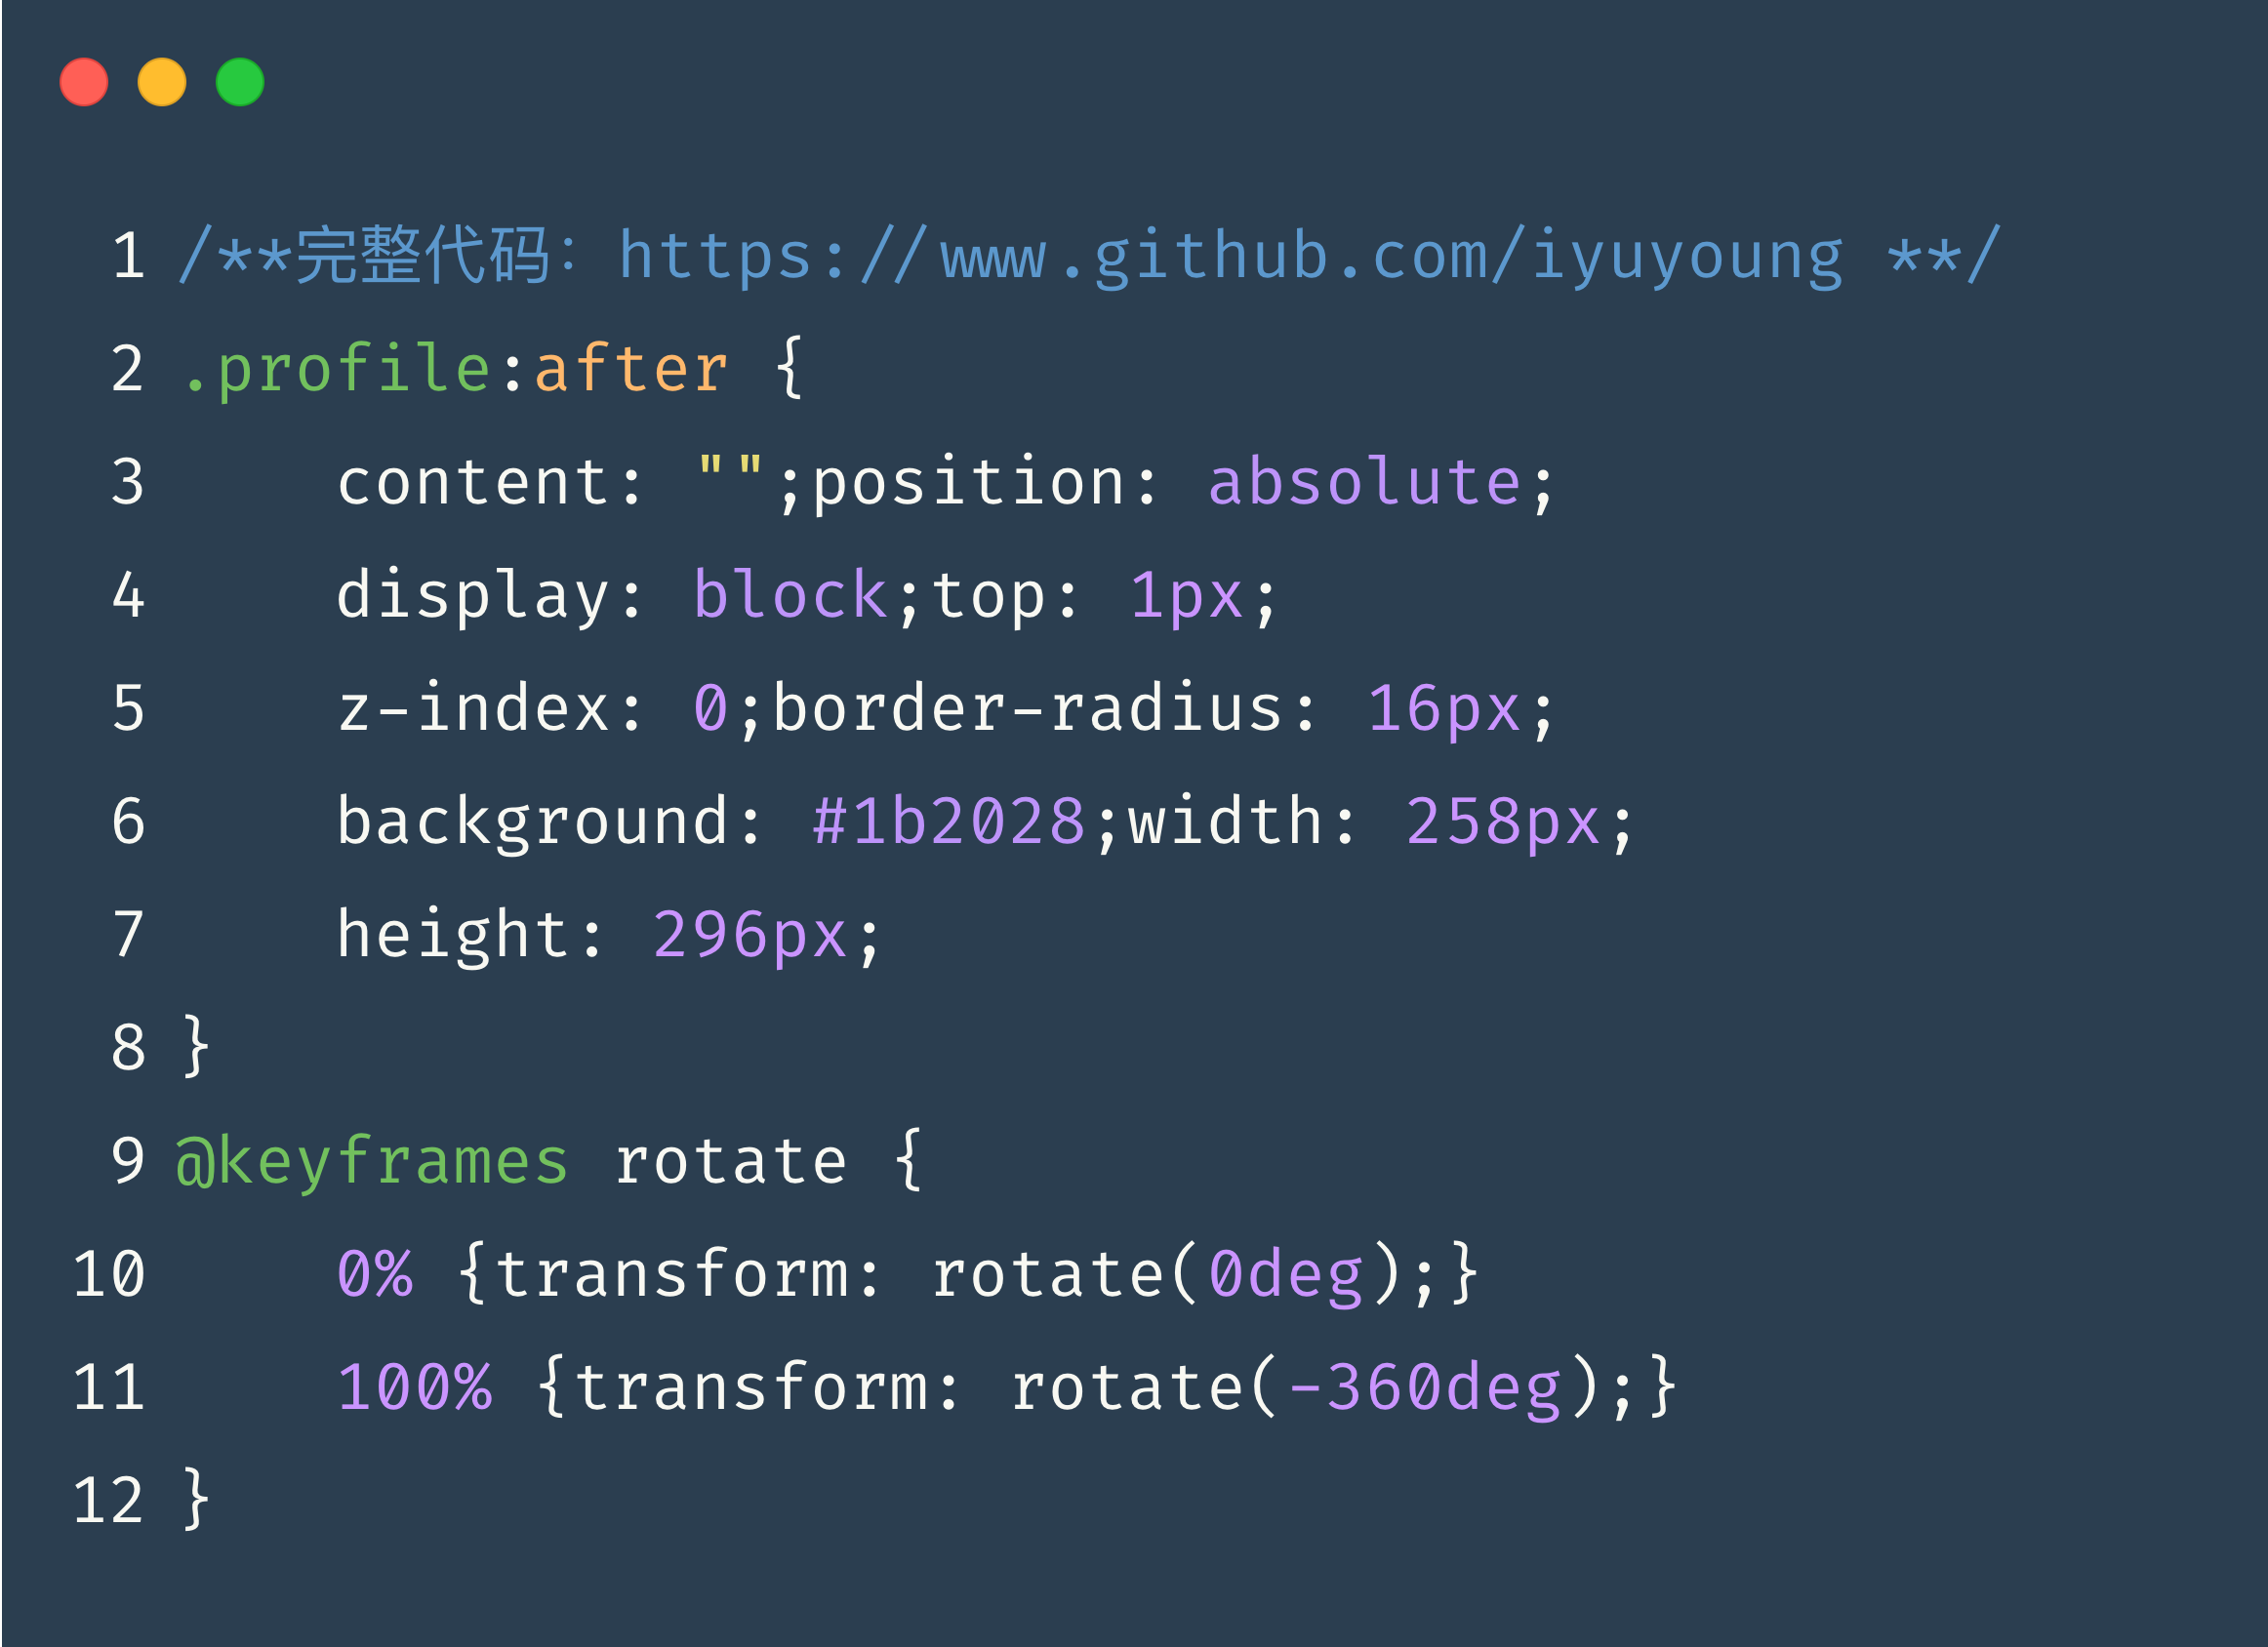 1 /**完整代码：https://www.github.com/iyuyoung **/
2 .profile:after {
3     content: "";position: absolute;
4     display: block;top: 1px;
5     z-index: 0;border-radius: 16px;
6     background: #1b2028;width: 258px;
7     height: 296px;
8 }
9 @keyframes rotate {
10     0% {transform: rotate(0deg);}
11     100% {transform: rotate(-360deg);}
12 }